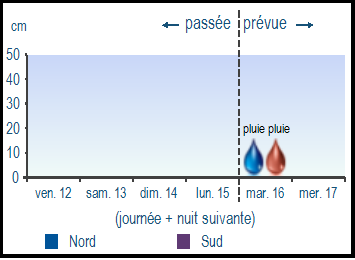 ← passée prévue →
cm
50
40
30
20
10
0
pluie pluie
ven. 12 sam. 13 dim. 14 lun. 15 mar. 16 mer. 17
(journée + nuit suivante)
Nord Sud